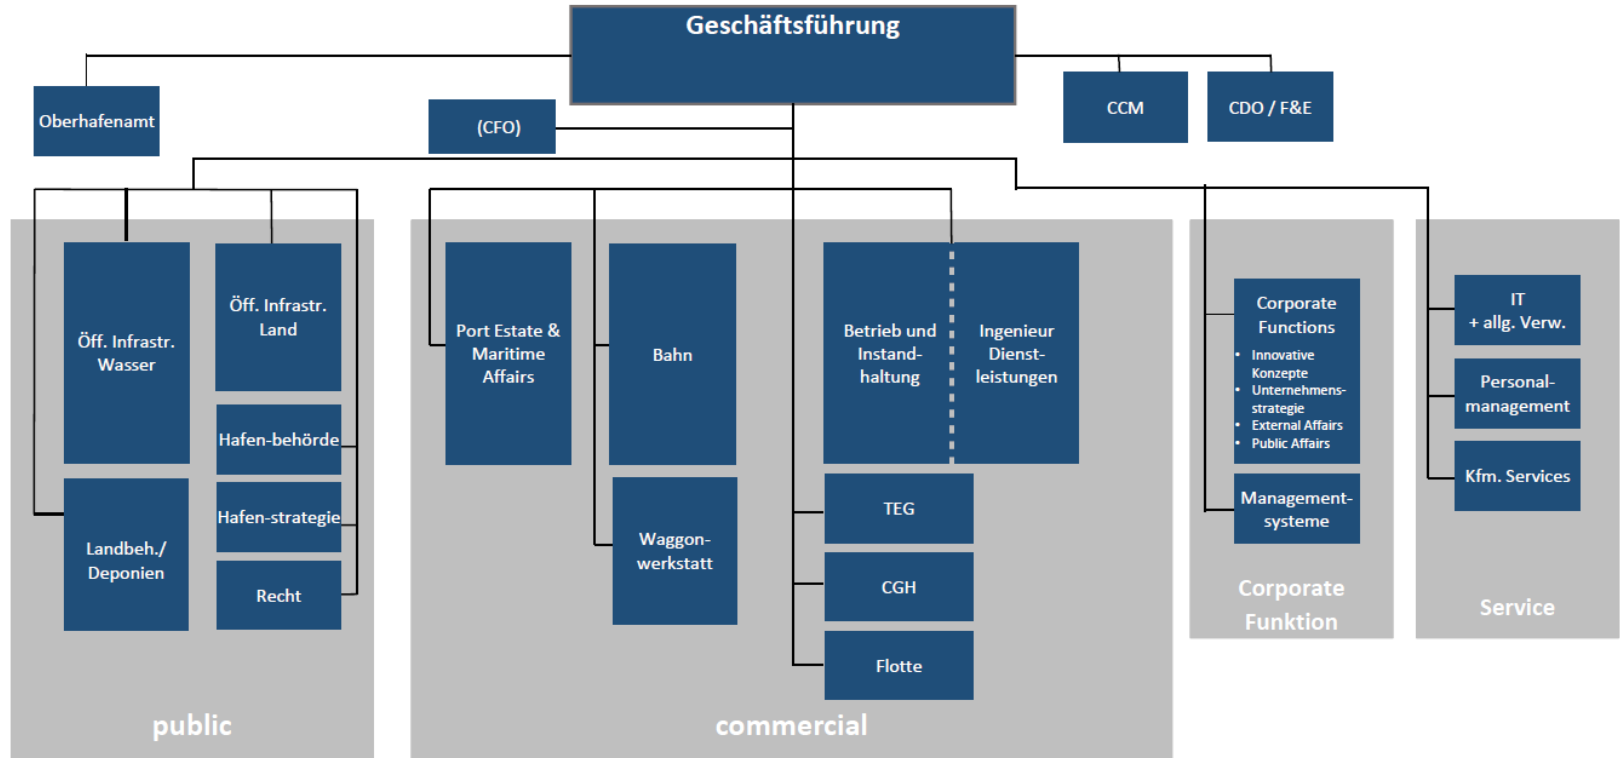 Geschäftsführung
Oberhafenamt
(CFO)
CCM
CDO / F&E
Öff. Infrastr.
Wasser
Öff. Infrastr.
Land
Hafen-behörde
Hafen-strategie
Landbeh./
Deponien
Recht
public
Port Estate &
Maritime
Affairs
Bahn
Waggon-
werkstatt
Betrieb und
Instand-
haltung
Ingenieur
Dienst-
leistungen
TEG
CGH
Flotte
commercial
Corporate
Functions
• Innovative
Konzepte
• Unternehmens-
strategie
• External Affairs
• Public Affairs
Management-
systeme
Corporate
Funktion
IT
+ allg. Verw.
Personal-
management
Kfm. Services
Service